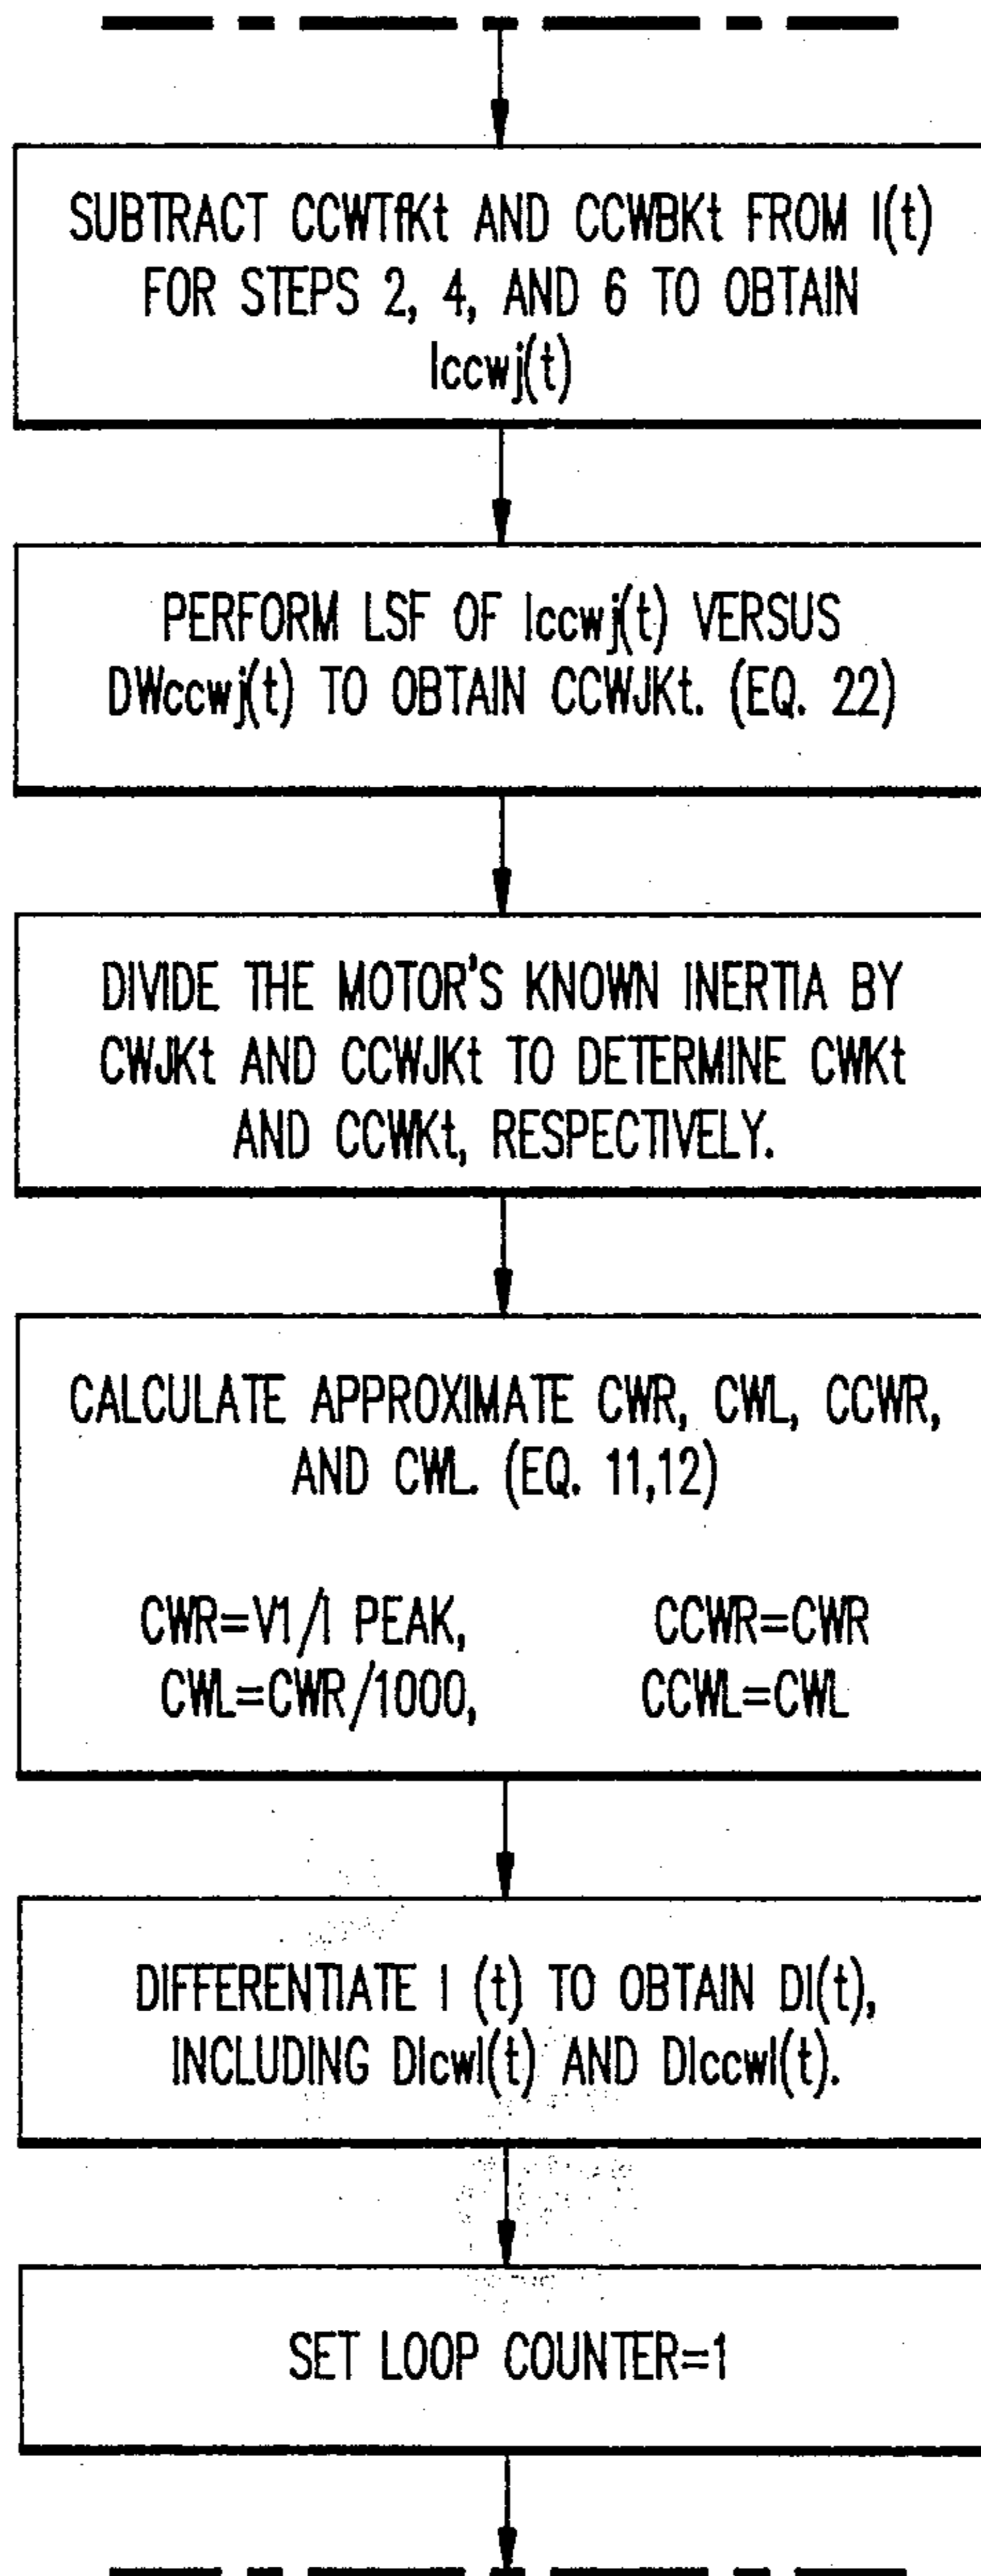 SUBTRACT CCWTfKt AND CCWBKt FROM I(t)
FOR STEPS 2, 4, AND 6 TO OBTAIN
Iccwj(t)
PERFORM LSF OF Iccwj(t) VERSUS
DWccwj(t) TO OBTAIN CCWJKt. (EQ. 22)
DIVIDE THE MOTOR'S KNOWN INERTIA BY
CWJKt AND CCWJKt TO DETERMINE CWKt
AND CCWKt, RESPECTIVELY.
CALCULATE APPROXIMATE CWR, CWL, CCWR,
AND CWL. (EQ. 11,12)
CWR=V1/I PEAK, CCWR=CWR
CWL=CWR/1000, CCWL=CWL
DIFFERENTIATE I (t) TO OBTAIN DI(t),
INCLUDING DIcwl(t) AND DIccwl(t).
SET LOOP COUNTER=1